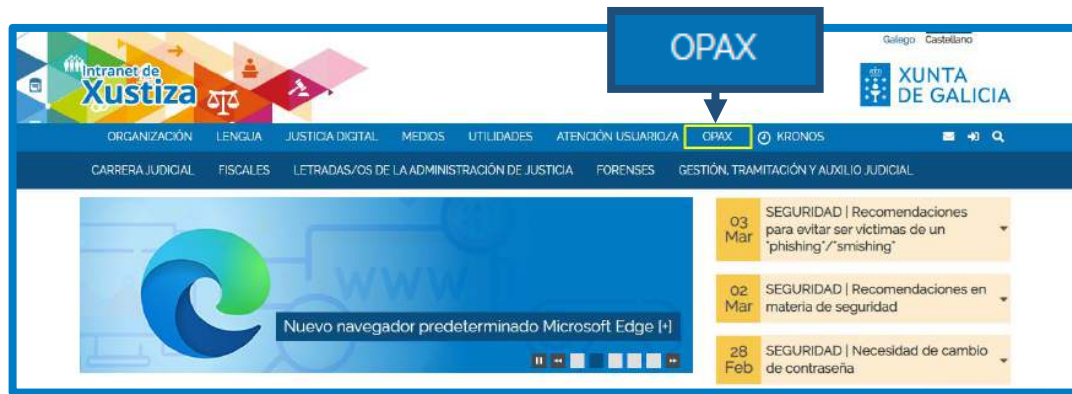 OPAX
Galego Castellano
Intranet de
Xustiza
XUNTA
DE GALICIA
ORGANIZACIÓN LENGUA JUSTICIA DIGITAL MEDIOS UTILIDADES ATENCIÓN USUARIO/A OPAX KRONOS
CARRERA JUDICIAL FISCALES LETRADAS/OS DE LA ADMINISTRACIÓN DE JUSTICIA FORENSES GESTIÓN, TRAMITACIÓN Y AUXILIO JUDICIAL
www
Nuevo navegador predeterminado Microsoft Edge [+]
03
Mar
SEGURIDAD | Recomendaciones
para evitar ser víctimas de un
"phishing"/"smishing"
02
Mar
SEGURIDAD | Recomendaciones en
materia de seguridad
28
Feb
SEGURIDAD | Necesidad de cambio
de contraseña